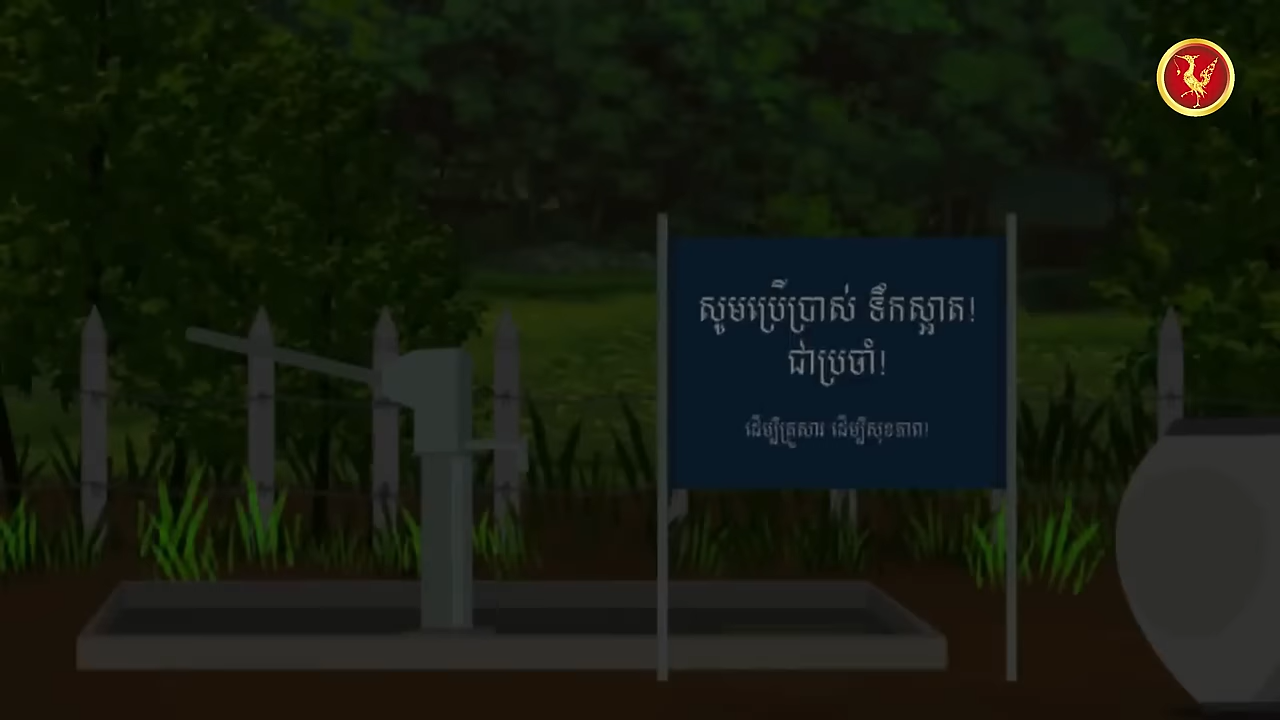 សូមប្រើប្រាស់ ទឹកស្អាត!
ជាប្រចាំ!
ដើម្បីគ្រួសារ ដើម្បីសុខភាព!